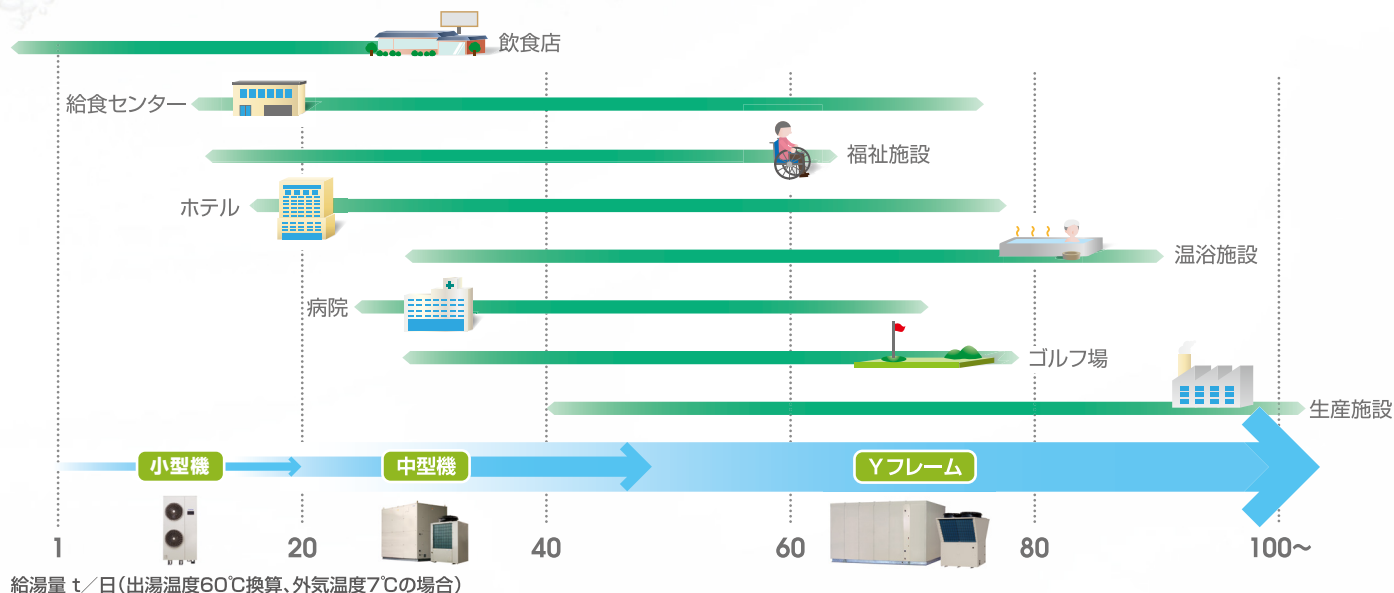 飲食店
給食センター
福祉施設
ホテル
温浴施設
病院
ゴルフ場
生産施設
小型機
中型機
Yフレーム
1 20 40 60 80 100～
給湯量 t／日（出湯温度60℃換算、外気温度7℃の場合）